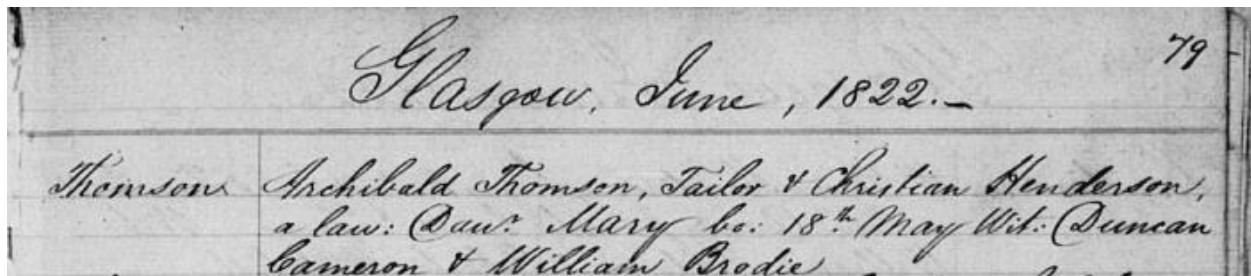 79
Glasgow, June, 1822.—
Thomson Archibald Thomson, Tailor & Christian Henderson,
a law: Dawr. Mary bo: 18th May Wit: Duncan
Cameron & William Brodie